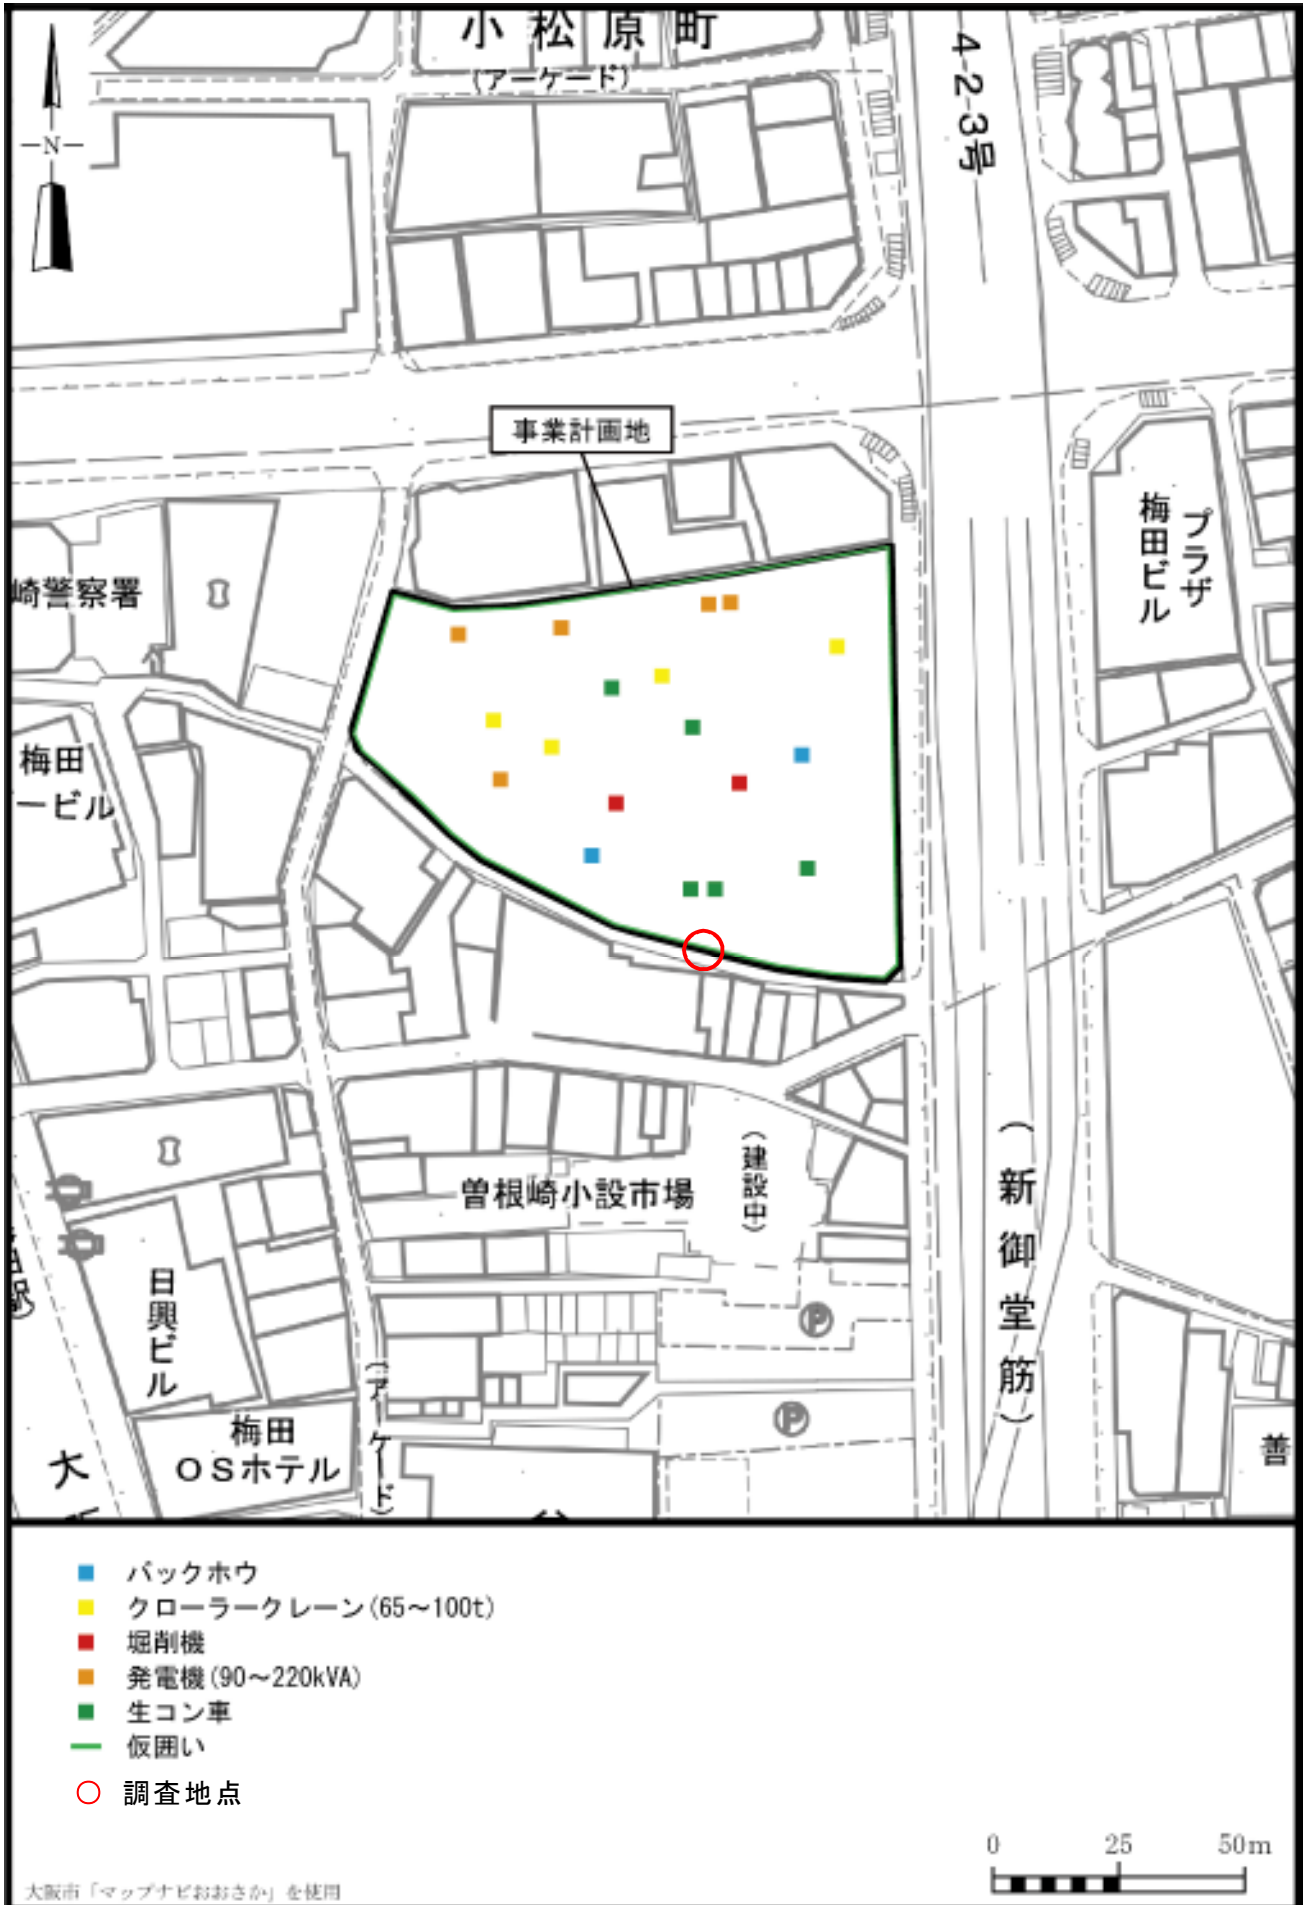 小松原町
(アーケード)
4-2-3号
N
事業計画地
梅田ビル
プラザ
崎警察署
梅田
ービル
曽根崎小設市場
(建設中)
(新御堂筋)
P
P
日興ビル
(アーケード)
梅田
OSホテル
大
善
バックホウ
クローラークレーン(65~100t)
堀削機
発電機(90~220kVA)
生コン車
仮囲い
調査地点
0 25 50m
大阪市「マップナビおおさか」を使用